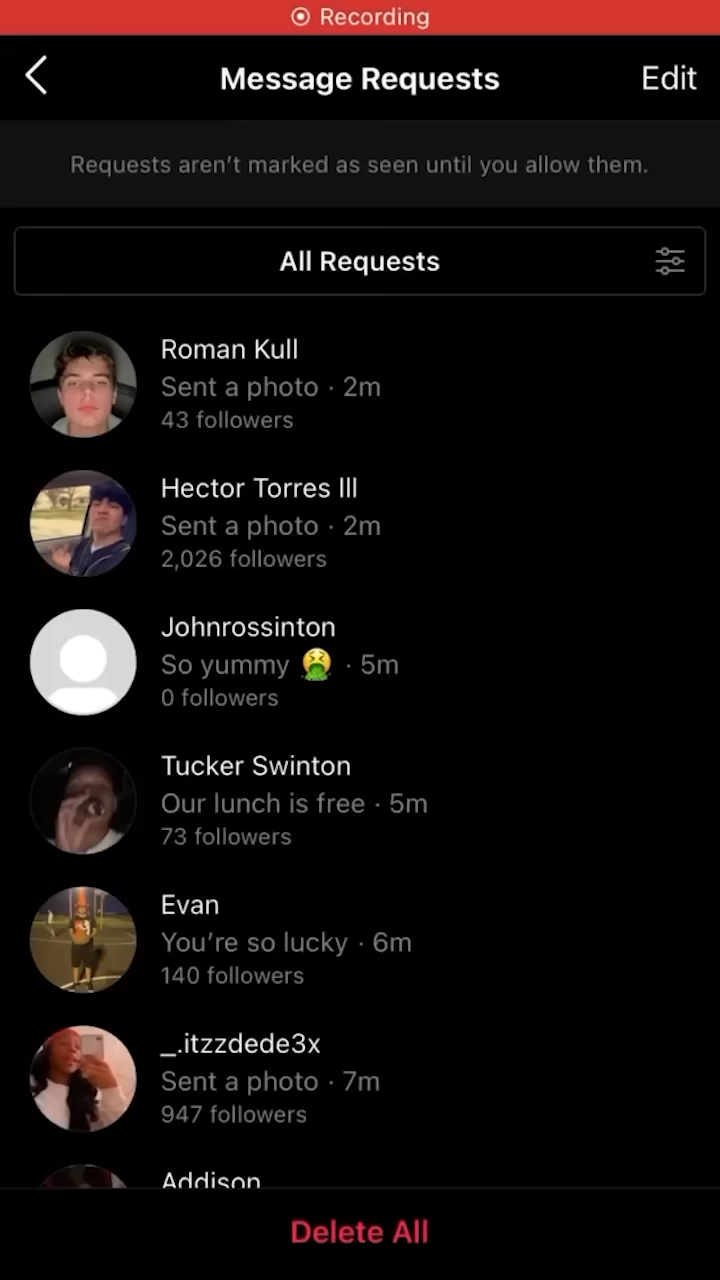 Recording
Message Requests
Edit
Requests aren’t marked as seen until you allow them.
All Requests
Roman Kull
Sent a photo · 2m
43 followers
Hector Torres lll
Sent a photo · 2m
2,026 followers
Johnrossinton
So yummy 🤮 · 5m
0 followers
Tucker Swinton
Our lunch is free · 5m
73 followers
Evan
You’re so lucky · 6m
140 followers
_.itzzdede3x
Sent a photo · 7m
947 followers
Addison
Delete All